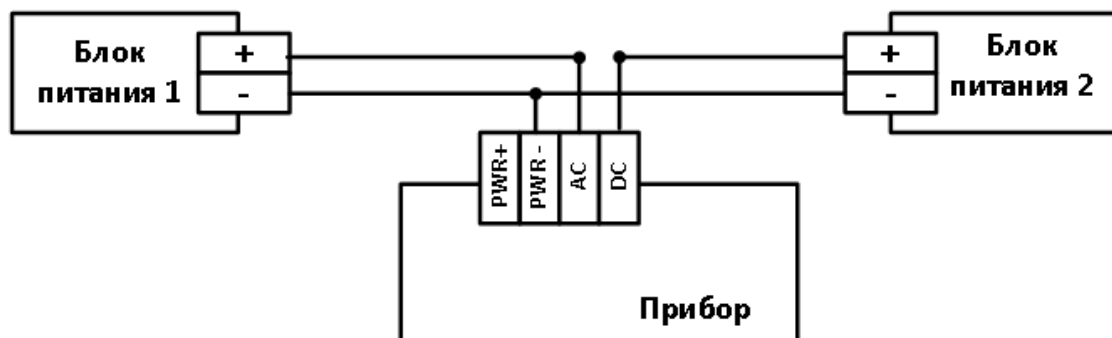 Блок
питания 1
+
-
+
-
Блок
питания 2
PWR+
PWR -
AC
DC
Прибор